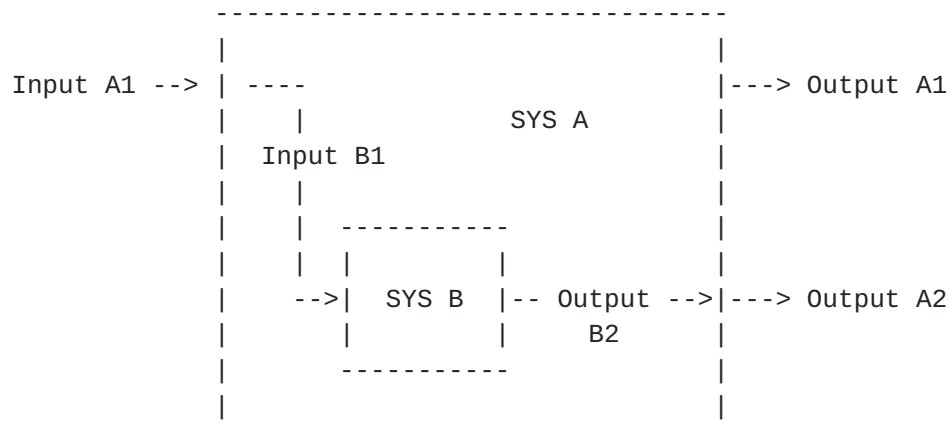 Input A1 --> ---- ---> Output A1
SYS A
Input B1
--> SYS B -- Output --> ---> Output A2
B2